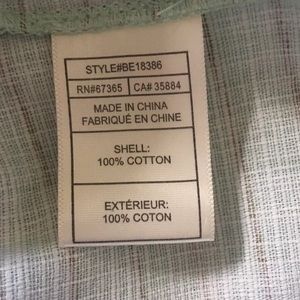 STYLE#BE18386
RN#67365 CA# 35884
MADE IN CHINA
FABRIQUÉ EN CHINE
SHELL:
100% COTTON
EXTÉRIEUR:
100% COTON